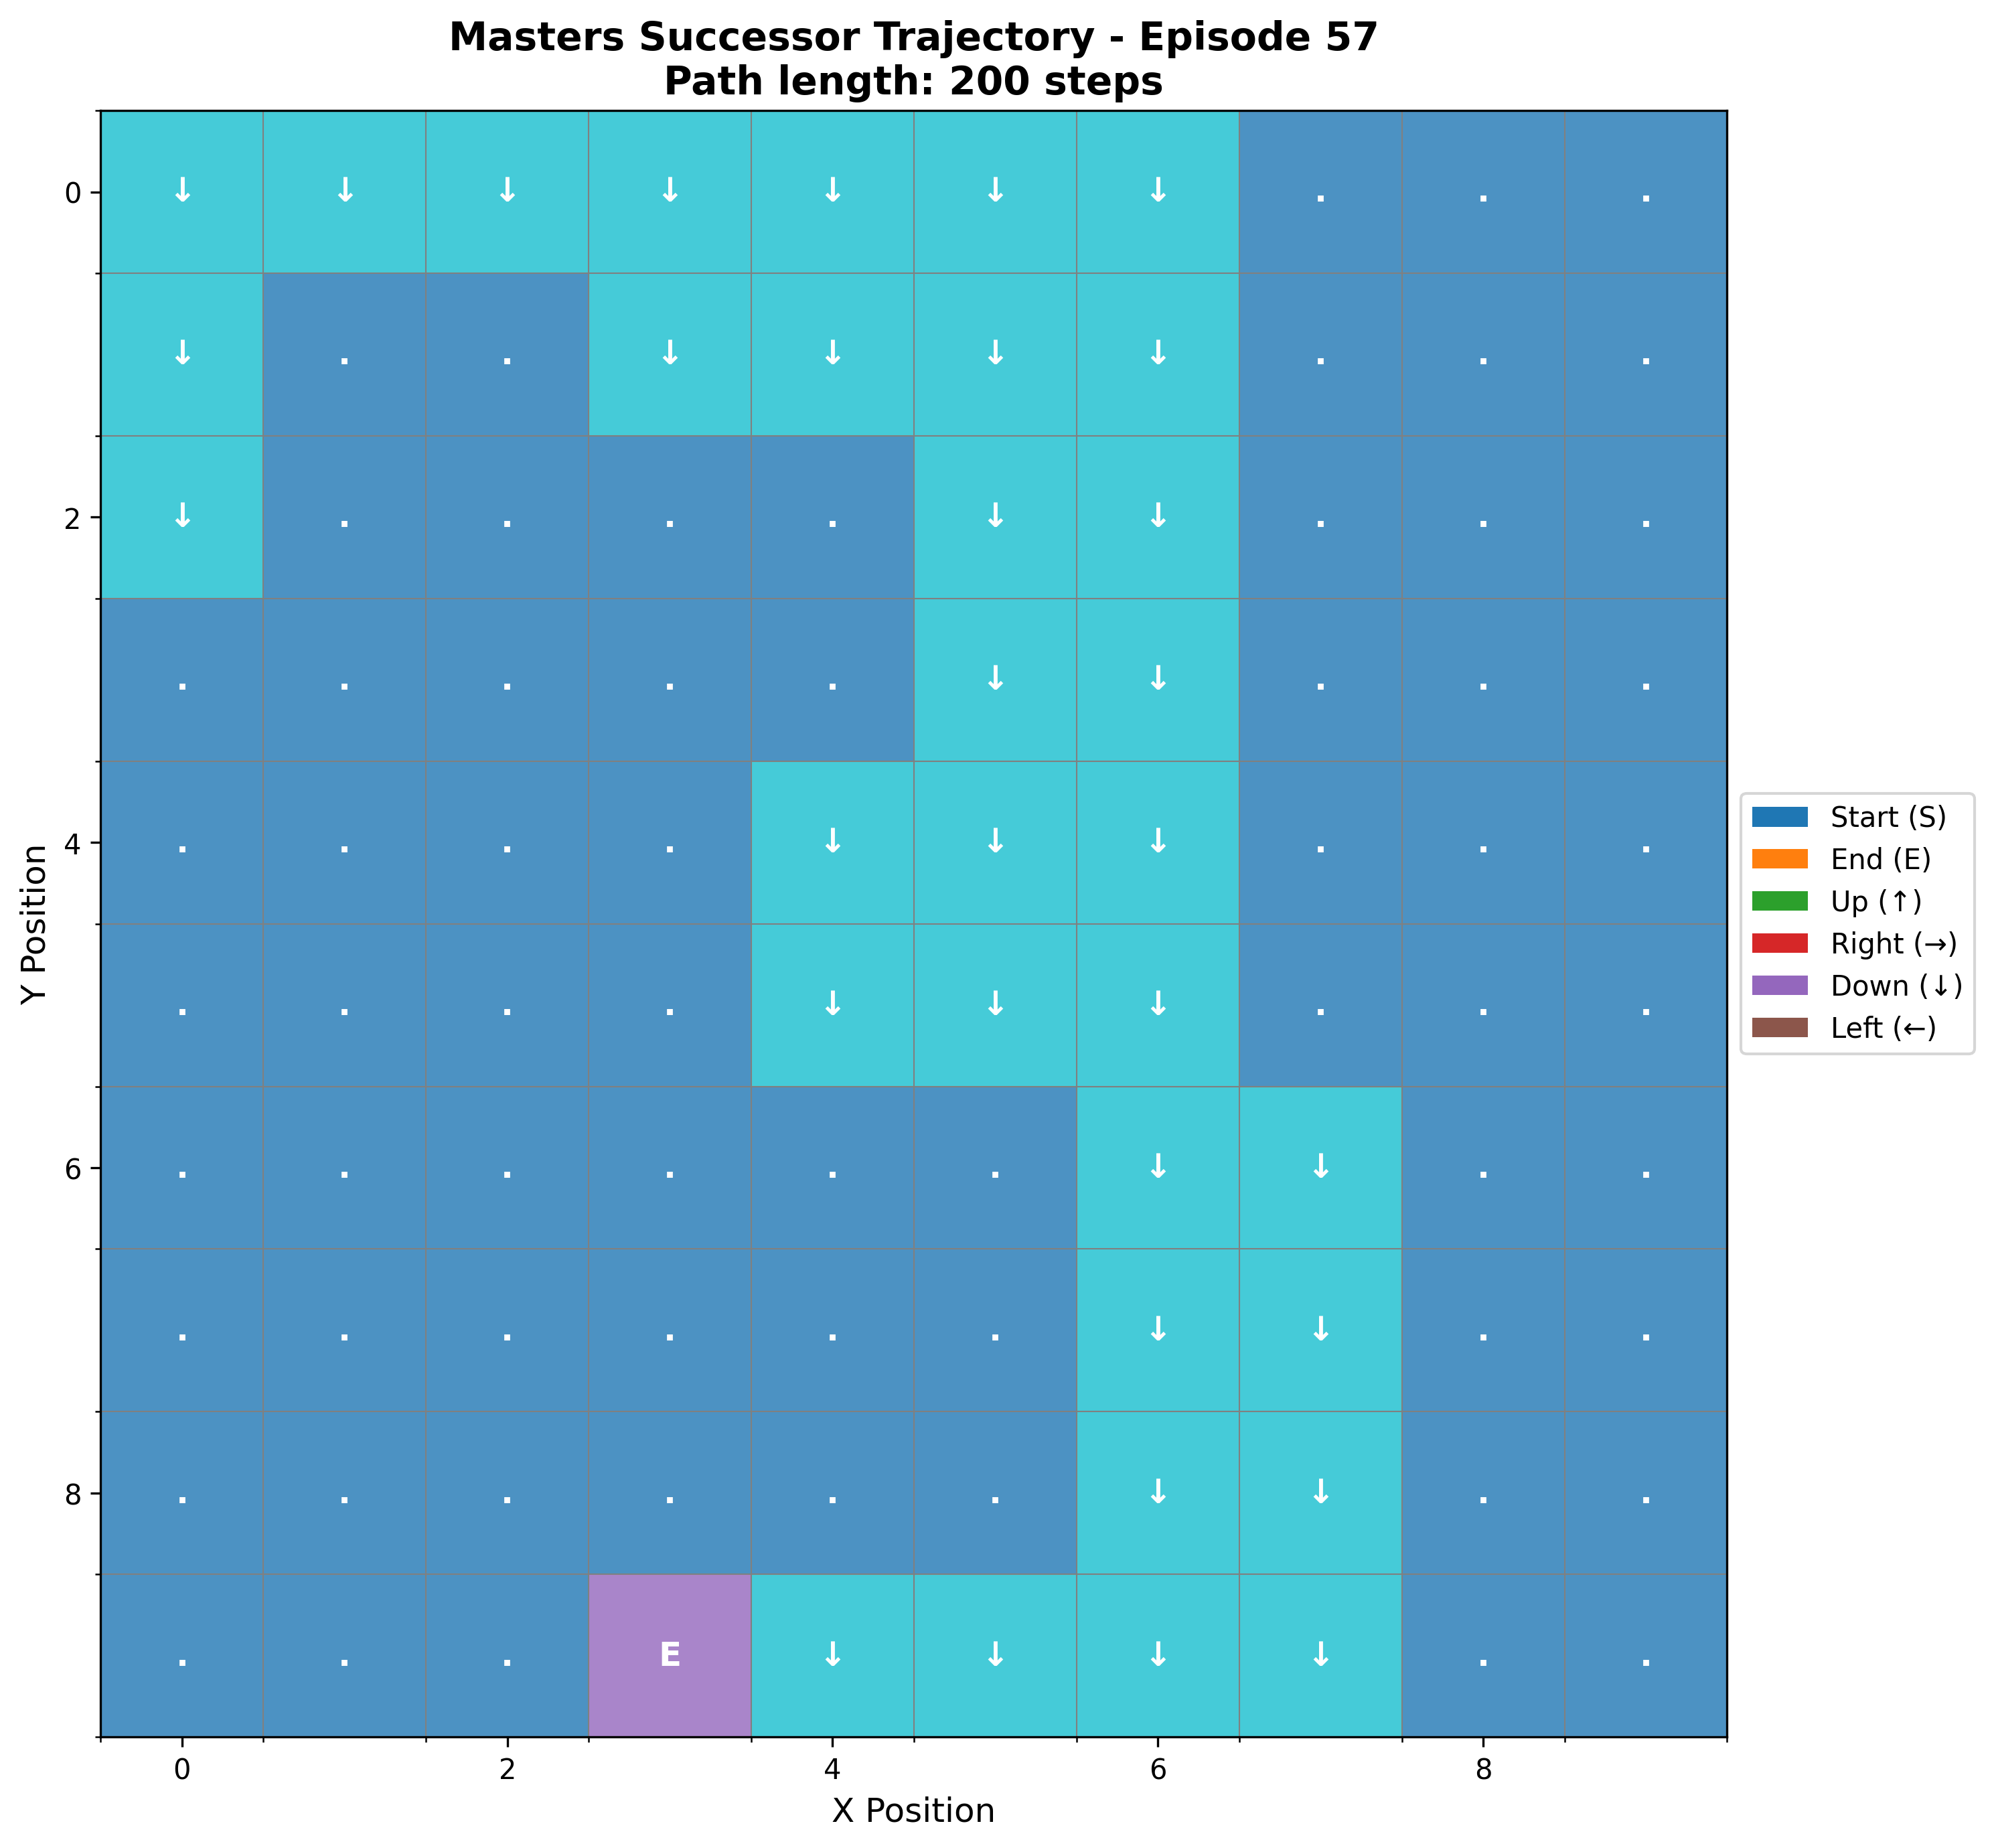 Masters Successor Trajectory - Episode 57
Path length: 200 steps
0 ↓ ↓ ↓ ↓ ↓ ↓ ↓ . . .
↓ . . ↓ ↓ ↓ ↓ . . .
2 ↓ . . . . ↓ ↓ . . .
. . . . . ↓ ↓ . . .
4 . . . . ↓ ↓ ↓ . . .
. . . . ↓ ↓ ↓ . . .
6 . . . . . . ↓ ↓ . .
. . . . . . ↓ ↓ . .
8 . . . . . . ↓ ↓ . .
. . . E ↓ ↓ ↓ ↓ . .
0 2 4 6 8
X Position
Y Position
Start (S)
End (E)
Up (↑)
Right (→)
Down (↓)
Left (←)